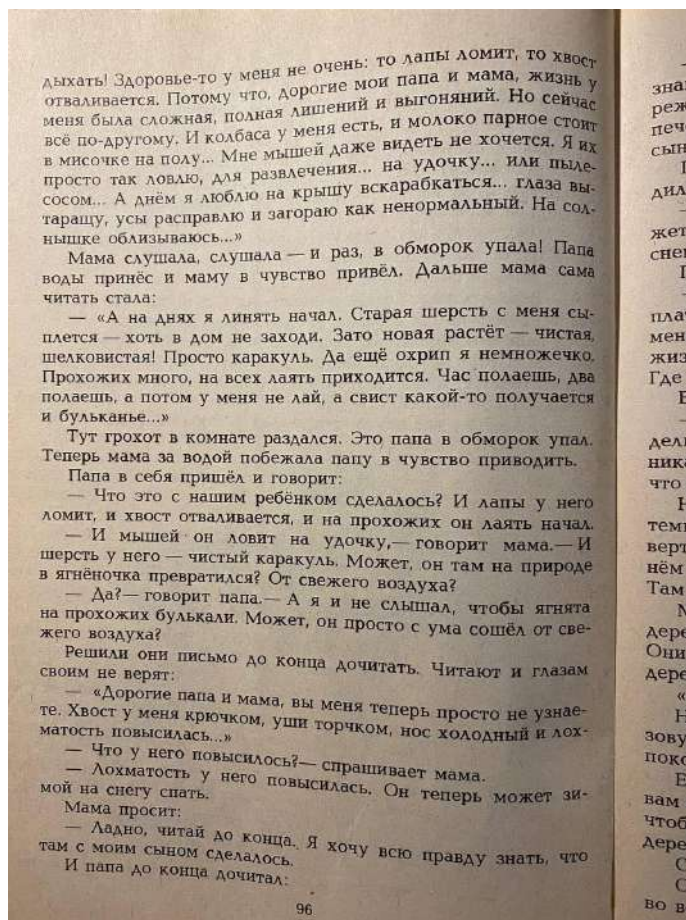 дыхать! Здоровье-то у меня не очень: то лапы ломит, то хвост
отваливается. Потому что, дорогие мои папа и мама, жизнь у
меня была сложная, полная лишений и выгоняний. Но сейчас
всё по-другому. И колбаса у меня есть, и молоко парное стоит
в мисочке на полу... Мне мышей даже видеть не хочется. Я их
просто так ловлю, для развлечения... на удочку... или пыле-
сосом... А днём я люблю на крышу вскарабкаться... глаза вы-
таращу, усы расправлю и загораю как ненормальный. На сол-
нышке облизываюсь...»
Мама слушала, слушала — и раз, в обморок упала! Папа
воды принёс и маму в чувство привёл. Дальше мама сама
читать стала:
— «А на днях я линять начал. Старая шерсть с меня сы-
плется — хоть в дом не заходи. Зато новая растёт — чистая,
шелковистая! Просто каракуль. Да ещё охрип я немножечко.
Прохожих много, на всех лаять приходится. Час полаешь, два
полаешь, а потом у меня не лай, а свист какой-то получается
и бульканье...»
Тут грохот в комнате раздался. Это папа в обморок упал.
Теперь мама за водой побежала папу в чувство приводить.
Папа в себя пришёл и говорит:
— Что это с нашим ребёнком сделалось? И лапы у него
ломит, и хвост отваливается, и на прохожих он лаять начал.
— И мышей он ловит на удочку,— говорит мама.— И
шерсть у него — чистый каракуль. Может, он там на природе
в ягнёночка превратился? От свежего воздуха?
— Да?— говорит папа.— А я и не слышал, чтобы ягнята
на прохожих булькали. Может, он просто с ума сошёл от све-
жего воздуха?
Решили они письмо до конца дочитать. Читают и глазам
своим не верят:
— «Дорогие папа и мама, вы меня теперь просто не узнае-
те. Хвост у меня крючком, уши торчком, нос холодный и лох-
матость повысилась...»
— Что у него повысилось?— спрашивает мама.
— Лохматость у него повысилась. Он теперь может зи-
мой на снегу спать.
Мама просит:
— Ладно, читай до конца. Я хочу всю правду знать, что
там с моим сыном сделалось.
И папа до конца дочитал:
96